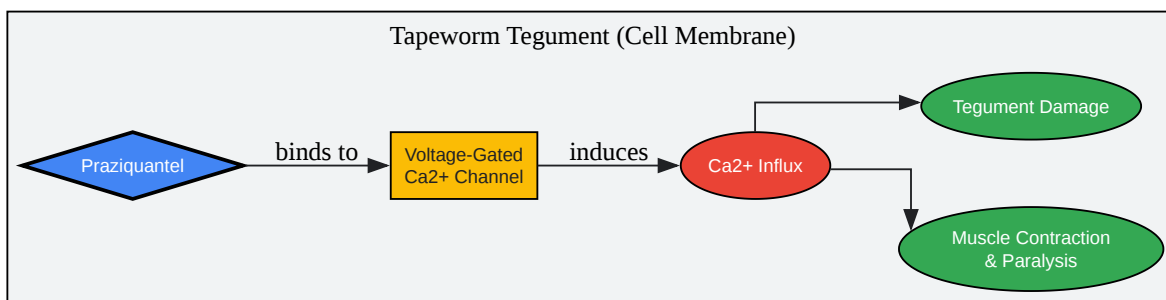 Tapeworm Tegument (Cell Membrane)
Praziquantel
binds to
Voltage-Gated
Ca2+ Channel
induces
Ca2+ Influx
Tegument Damage
Muscle Contraction
& Paralysis